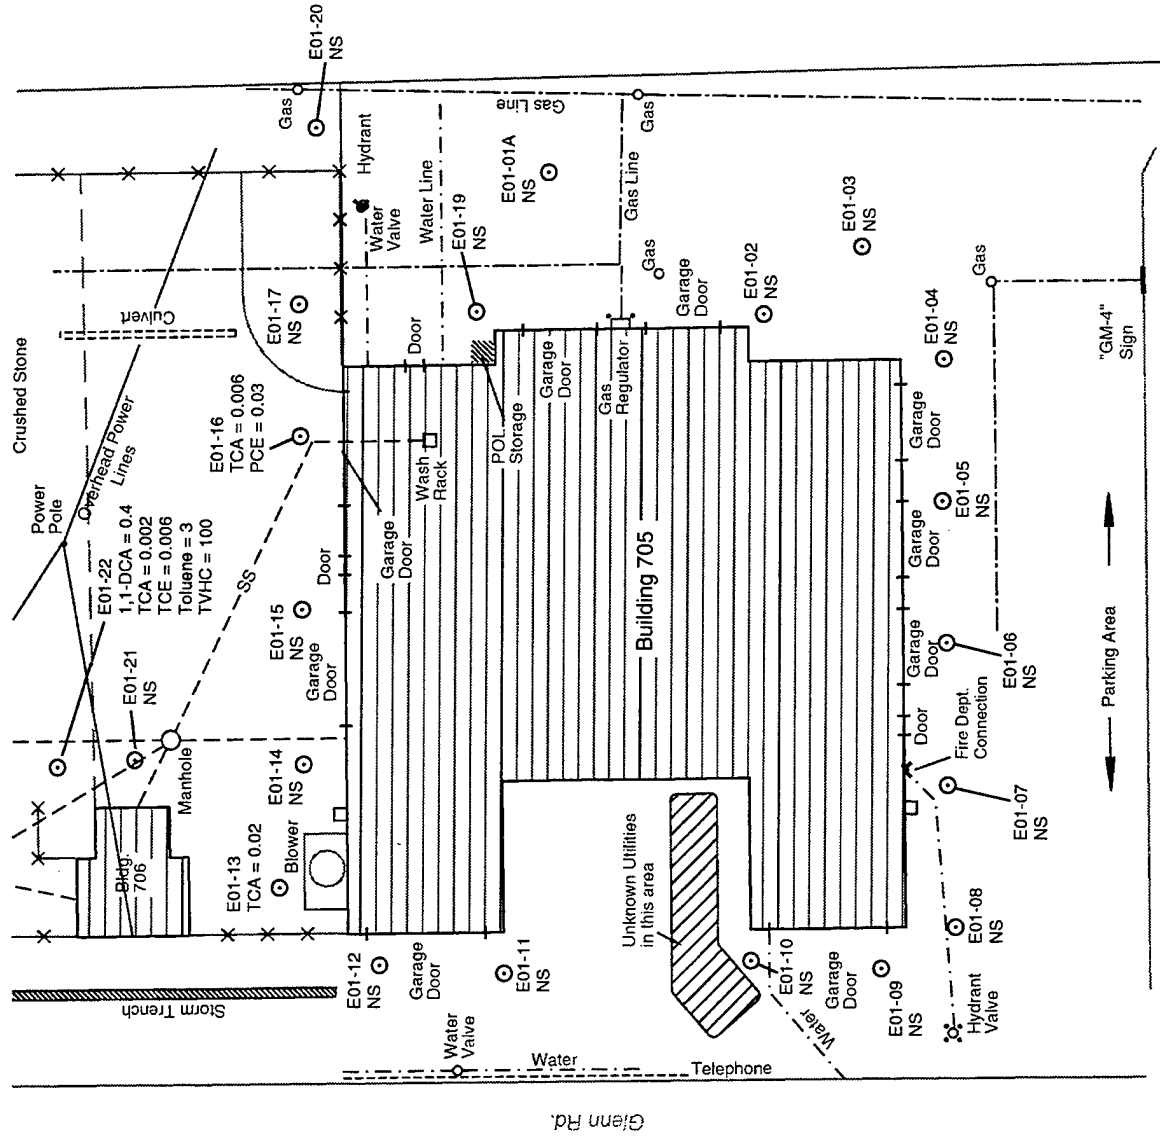 E01-20
NS
Gas
Hydrant
Gas Line
Gas
Water
Valve
Water Line
E01-19
NS
E01-01A
NS
Gas Line
E01-03
NS
Gas
Garage
Door
E01-02
NS
Gas
E01-04
NS
"GM-4"
Sign
Crushed Stone
Culvert
E01-17
NS
Door
Garage
Door
Gas
Regulator
POL
Storage
Overhead Power
Lines
Power
Pole
E01-16
TCA = 0.006
PCE = 0.03
Wash
Rack
Garage
Door
E01-22
1,1-DCA = 0.4
TCA = 0.002
TCE = 0.006
Toluene = 3
TVHC = 100
SS
Door
E01-15
NS
Garage
Door
Building 705
Garage
Door
Garage
Door
E01-05
NS
Garage
Door
E01-06
NS
Parking Area
E01-21
NS
Manhole
E01-14
NS
Door
Fire Dept.
Connection
E01-07
NS
Bldg.
706
E01-13
TCA = 0.02
Blower
Unknown Utilities
in this area
E01-08
NS
E01-12
NS
Garage
Door
E01-11
NS
E01-10
NS
Garage
Door
E01-09
NS
Hydrant
Valve
Storm Trench
Water
Valve
Water
Water
Telephone
Glenn Rd.